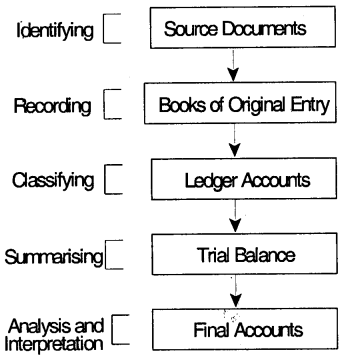 Identifying
Source Documents
Recording
Books of Original Entry
Classifying
Ledger Accounts
Summarising
Trial Balance
Analysis and
Interpretation
Final Accounts